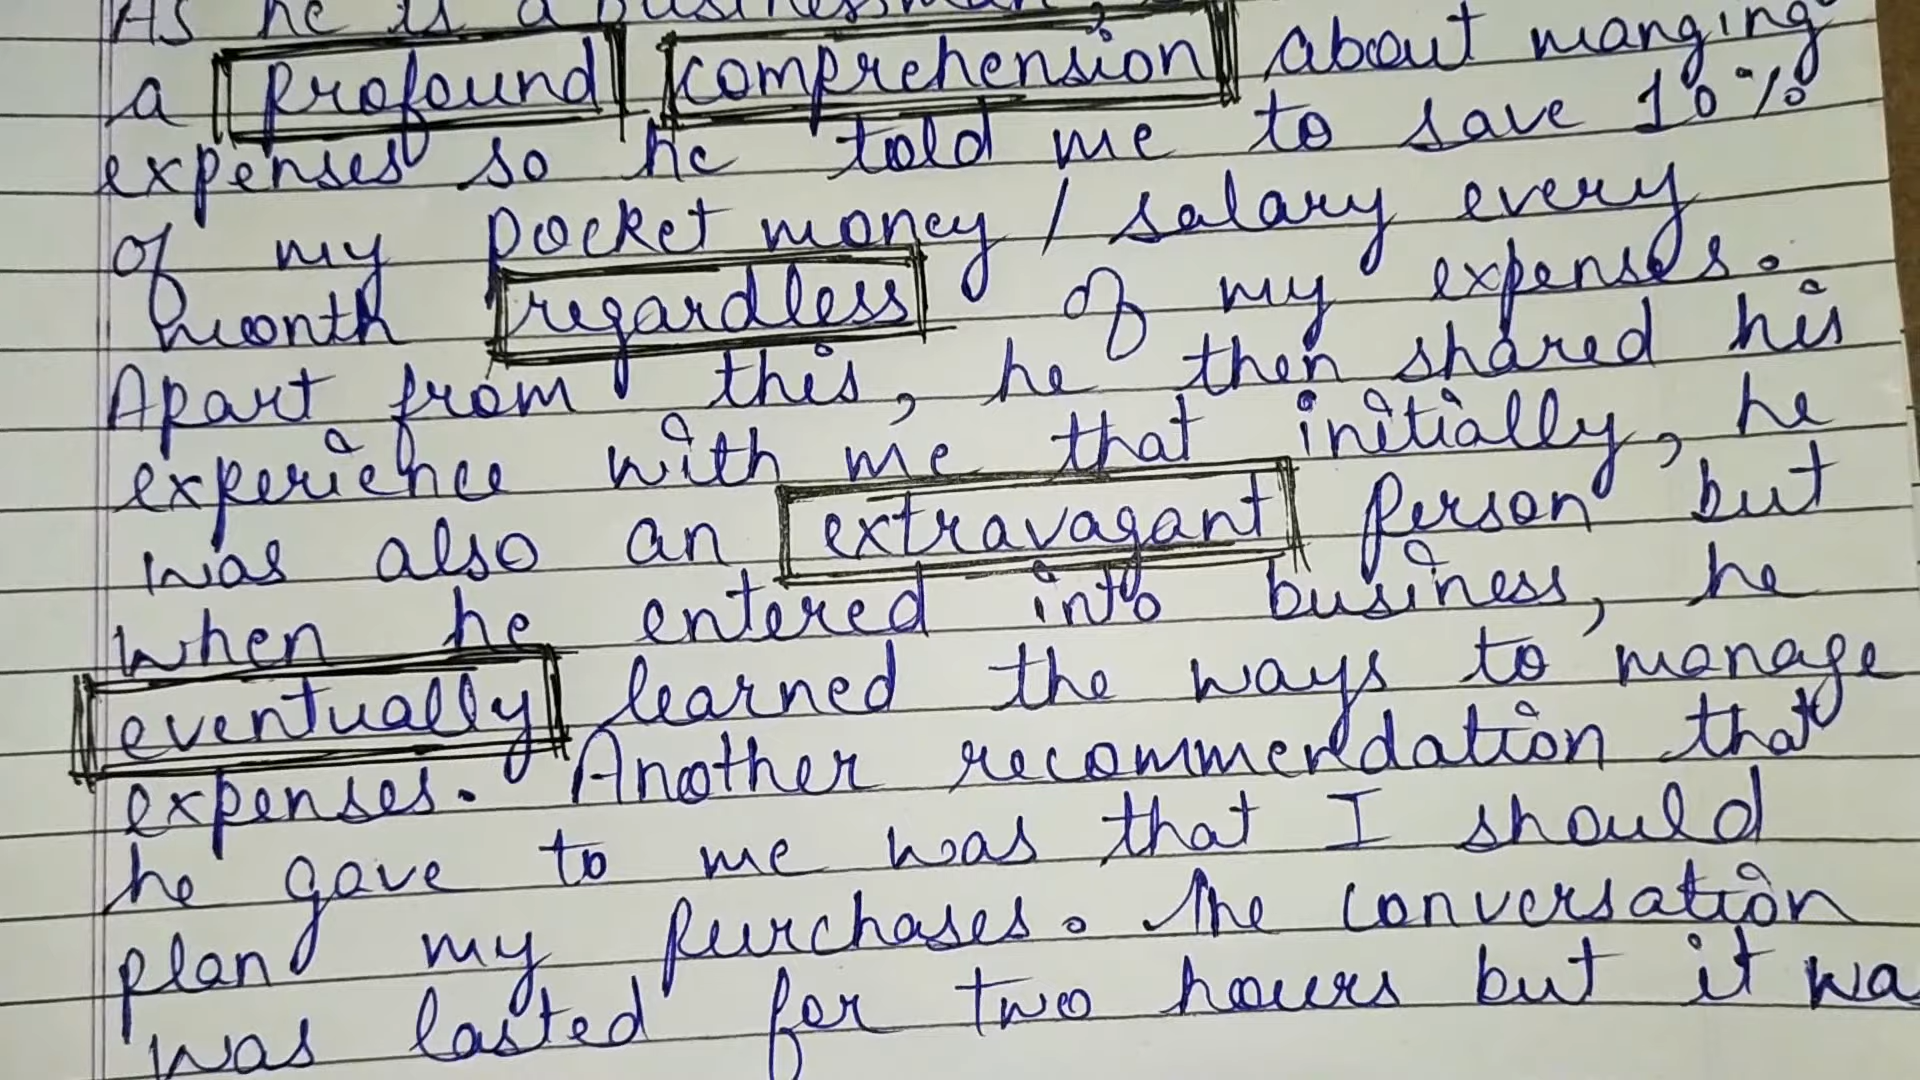 As he is a businessman,
a profound comprehension about manging
expenses so he told me to save 10%
of my pocket money / salary every
month regardless of my expenses.
Apart from this, he then shared his
experience with me that initially, he
was also an extravagant person but
when he entered into business, he
eventually learned the ways to manage
expenses. Another recommendation that
he gave to me was that I should
plan my purchases. The conversation
was lasted for two hours but it wa